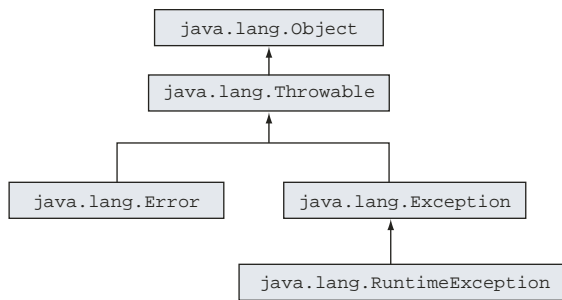 java.lang.Object
java.lang.Throwable
java.lang.Error
java.lang.Exception
java.lang.RuntimeException